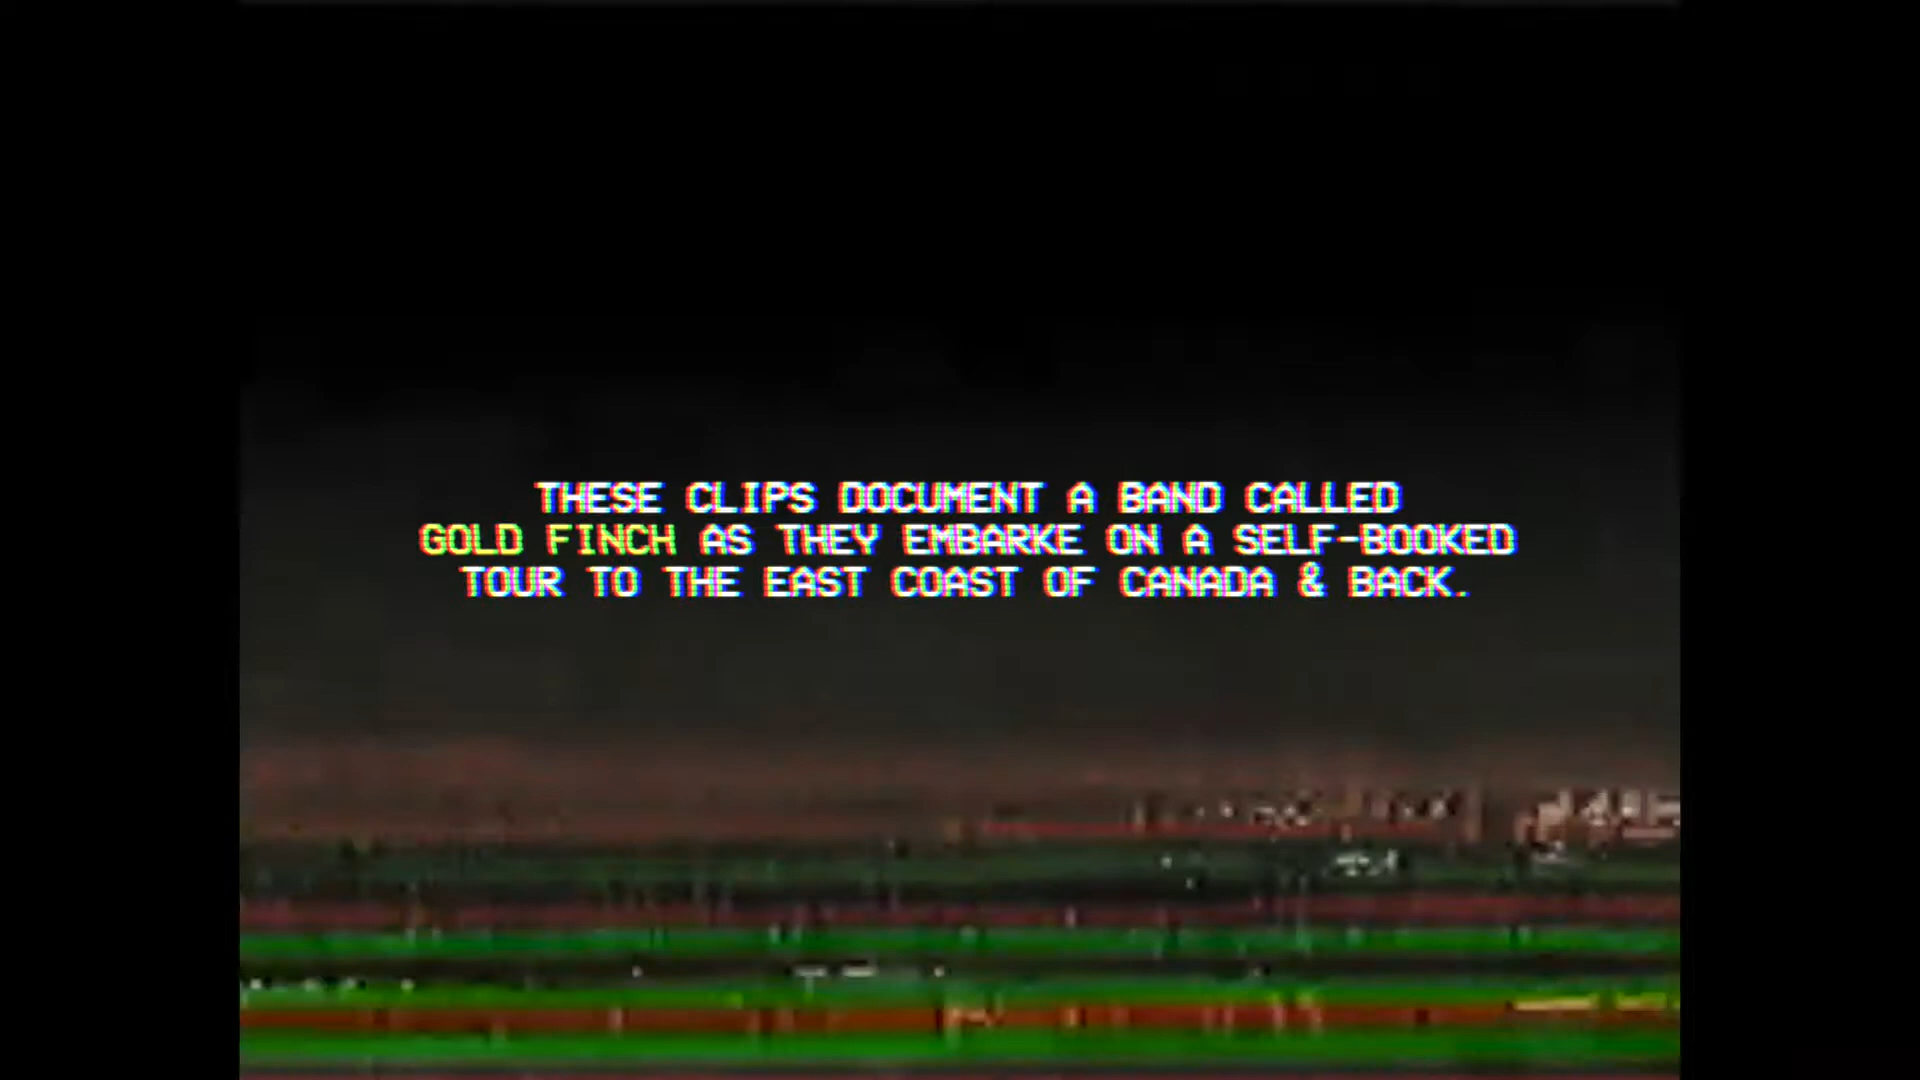 THESE CLIPS DOCUMENT A BAND CALLED
GOLD FINCH AS THEY EMBARKE ON A SELF-BOOKED
TOUR TO THE EAST COAST OF CANADA & BACK.